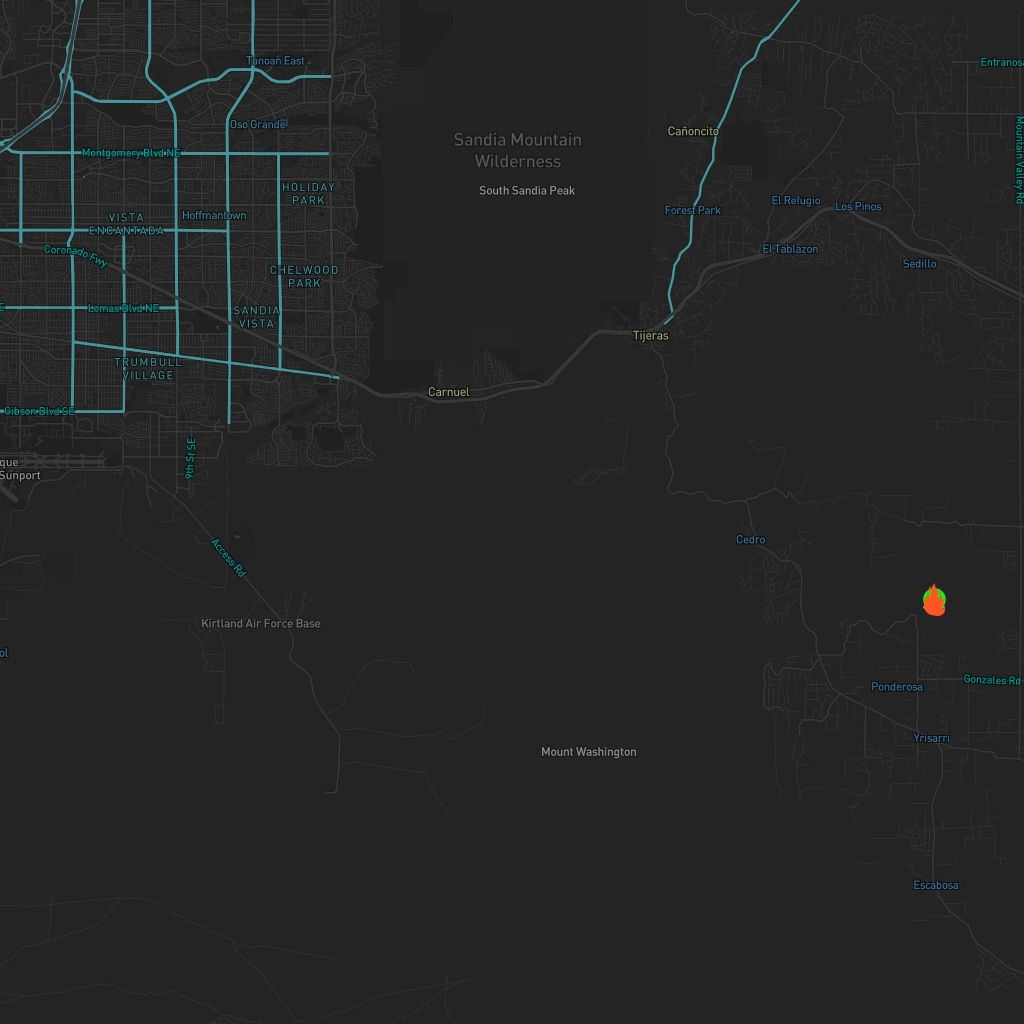 Tanoan East
Entranosa
Oso Grande
Cañoncito
Sandia Mountain
Wilderness
Montgomery Blvd NE
Mountain Valley Rd
South Sandia Peak
HOLIDAY
PARK
El Refugio
Los Pinos
Forest Park
VISTA
ENCANTADA
Hoffmantown
Coronado Fwy
El Tablazon
Sedillo
CHELWOOD
PARK
E
Lomas Blvd NE
SANDIA
VISTA
Tijeras
TRUMBULL
VILLAGE
Carnuel
Gibson Blvd SE
9th St SE
que
Sunport
Access Rd
Cedro
Kirtland Air Force Base
ol
Gonzales Rd
Ponderosa
Yrisarri
Mount Washington
Escabosa